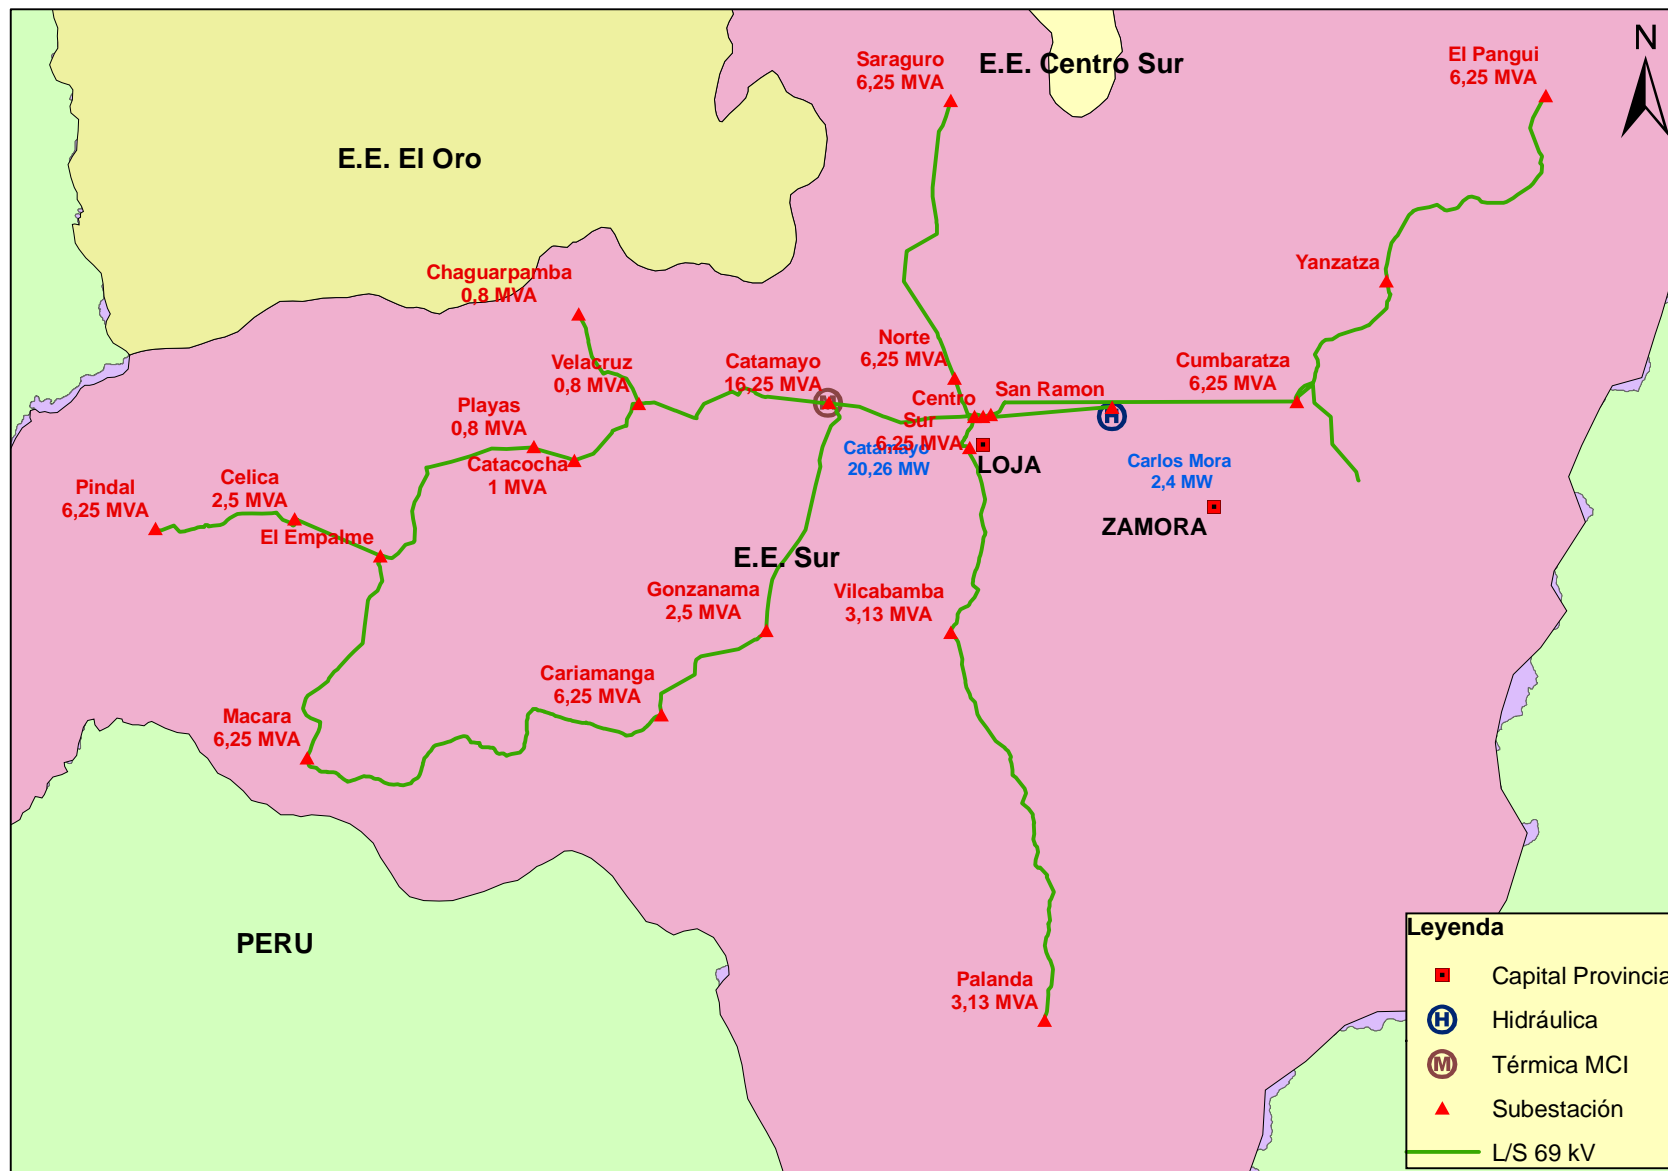 Saraguro
6,25 MVA
E.E. Centro Sur
El Pangui
6,25 MVA
N
E.E. El Oro
Chaguarpamba
0,8 MVA
Yanzatza
Velacruz
0,8 MVA
Catamayo
16,25 MVA
M
Norte
6,25 MVA
Centro
San Ramon
H
Cumbaratza
6,25 MVA
Sur
6,25 MVA
Playas
0,8 MVA
Catacocha
1 MVA
Catamayo
20,26 MW
LOJA
Carlos Mora
2,4 MW
ZAMORA
Pindal
6,25 MVA
Celica
2,5 MVA
El Empalme
E.E. Sur
Gonzanama
2,5 MVA
Vilcabamba
3,13 MVA
Cariamanga
6,25 MVA
Macara
6,25 MVA
PERU
Palanda
3,13 MVA
Leyenda
Capital Provincia
H Hidráulica
M Térmica MCI
Subestación
L/S 69 kV